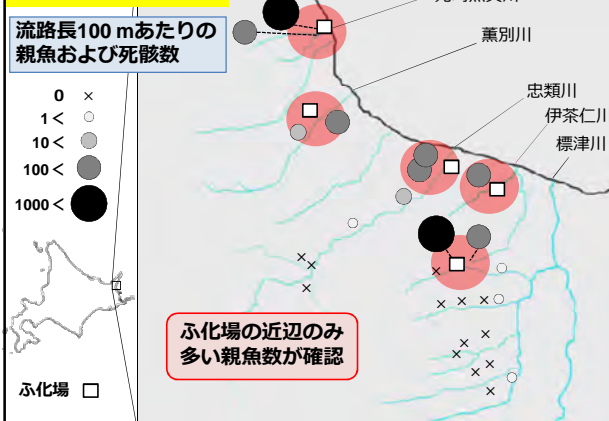 流路長100 mあたりの
親魚および死骸数
0 ×
1<
10<
100<
1000<
ふ化場
薫別川
忠類川
伊茶仁川
標津川
ふ化場の近辺のみ
多い親魚数が確認